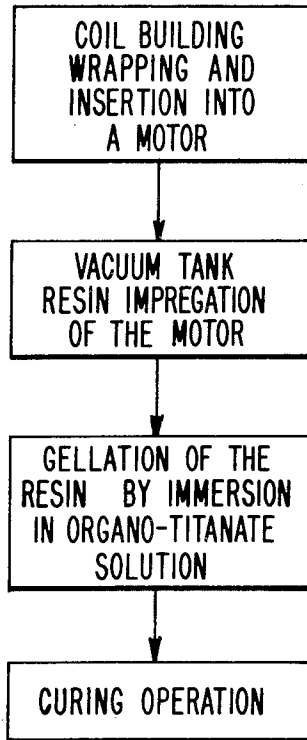 COIL BUILDING
WRAPPING AND
INSERTION INTO
A MOTOR
VACUUM TANK
RESIN IMPREGATION
OF THE MOTOR
GELLATION OF THE
RESIN BY IMMERSION
IN ORGANO-TITANATE
SOLUTION
CURING OPERATION